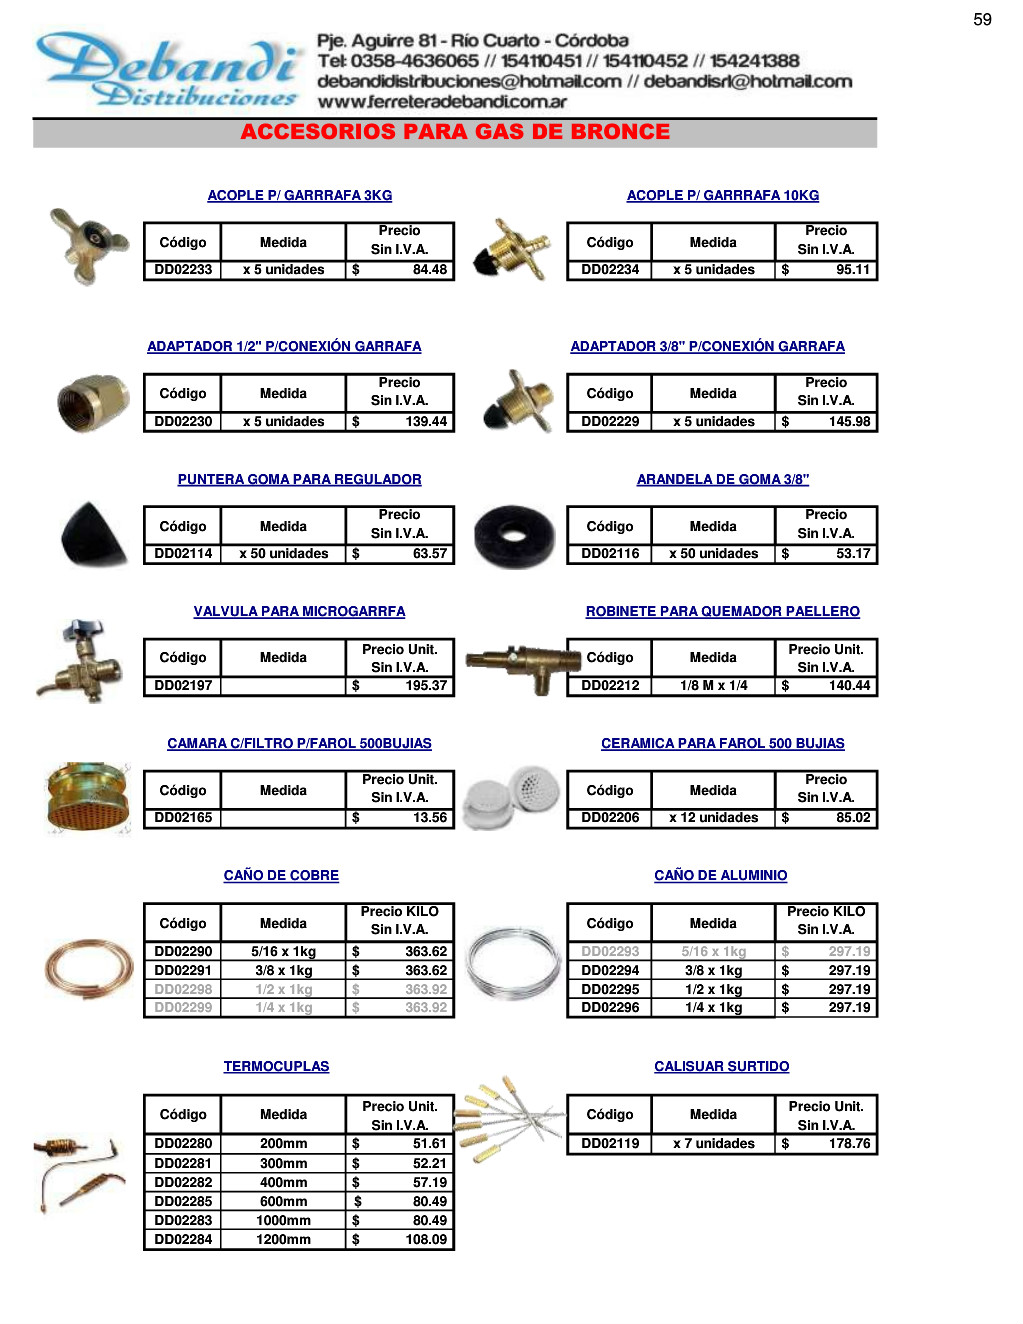 59
Debandi
Distribuciones
Pje. Aguirre 81 - Río Cuarto - Córdoba
Tel: 0358-4636065 // 154110451 // 154110452 // 154241388
debandidistribuciones@hotmail.com // debandisrl@hotmail.com
www.ferreteradebandi.com.ar
ACCESORIOS PARA GAS DE BRONCE
ACOPLE P/ GARRRAFA 3KG
Código Medida Precio Sin I.V.A.
DD02233 x 5 unidades $ 84.48
ACOPLE P/ GARRRAFA 10KG
Código Medida Precio Sin I.V.A.
DD02234 x 5 unidades $ 95.11
ADAPTADOR 1/2" P/CONEXIÓN GARRAFA
Código Medida Precio Sin I.V.A.
DD02230 x 5 unidades $ 139.44
ADAPTADOR 3/8" P/CONEXIÓN GARRAFA
Código Medida Precio Sin I.V.A.
DD02229 x 5 unidades $ 145.98
PUNTERA GOMA PARA REGULADOR
Código Medida Precio Sin I.V.A.
DD02114 x 50 unidades $ 63.57
ARANDELA DE GOMA 3/8"
Código Medida Precio Sin I.V.A.
DD02116 x 50 unidades $ 53.17
VALVULA PARA MICROGARRFA
Código Medida Precio Unit. Sin I.V.A.
DD02197 $ 195.37
ROBINETE PARA QUEMADOR PAELLERO
Código Medida Precio Unit. Sin I.V.A.
DD02212 1/8 M x 1/4 $ 140.44
CAMARA C/FILTRO P/FAROL 500BUJIAS
Código Medida Precio Unit. Sin I.V.A.
DD02165 $ 13.56
CERAMICA PARA FAROL 500 BUJIAS
Código Medida Precio Sin I.V.A.
DD02206 x 12 unidades $ 85.02
CAÑO DE COBRE
Código Medida Precio KILO Sin I.V.A.
DD02290 5/16 x 1kg $ 363.62
DD02291 3/8 x 1kg $ 363.62
DD02298 1/2 x 1kg $ 363.92
DD02299 1/4 x 1kg $ 363.92
CAÑO DE ALUMINIO
Código Medida Precio KILO Sin I.V.A.
DD02293 5/16 x 1kg $ 297.19
DD02294 3/8 x 1kg $ 297.19
DD02295 1/2 x 1kg $ 297.19
DD02296 1/4 x 1kg $ 297.19
TERMOCUPLAS
Código Medida Precio Unit. Sin I.V.A.
DD02280 200mm $ 51.61
DD02281 300mm $ 52.21
DD02282 400mm $ 57.19
DD02285 600mm $ 80.49
DD02283 1000mm $ 80.49
DD02284 1200mm $ 108.09
CALISUAR SURTIDO
Código Medida Precio Unit. Sin I.V.A.
DD02119 x 7 unidades $ 178.76